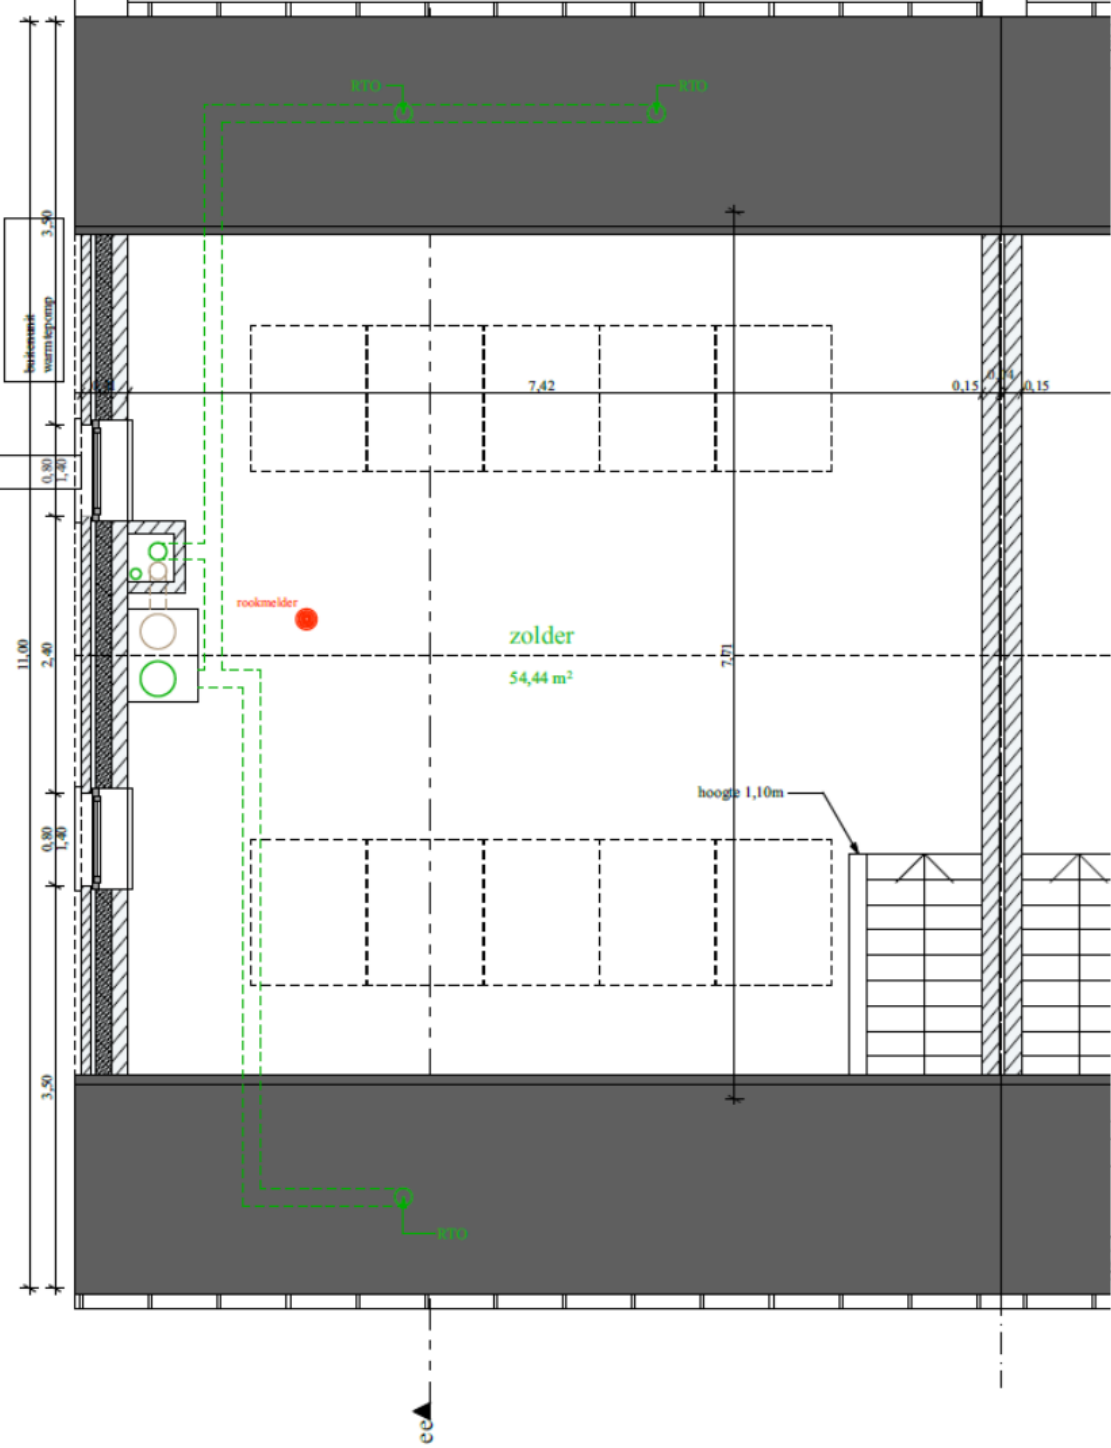 RTO
RTO
3,50
buitenunit
warmtepomp
7,42
0,15
0,15
0,80
1,40
rookmelder
zolder
54,44 m²
11,00
2,40
7,71
hoogte 1,10m
0,80
1,40
3,50
RTO
ee